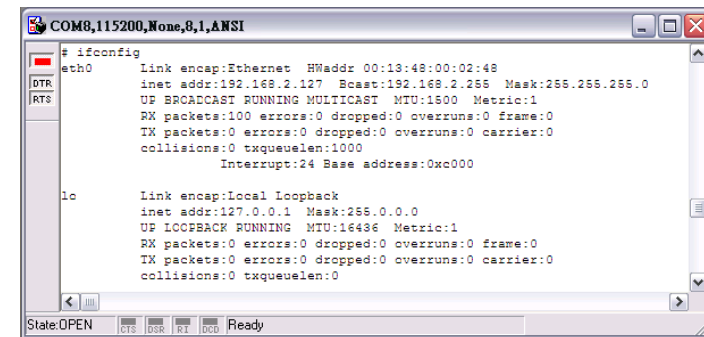 COM8,115200,None,8,1,ANSI
# ifconfig
eth0 Link encap:Ethernet HWaddr 00:13:48:00:02:48
inet addr:192.168.2.127 Bcast:192.168.2.255 Mask:255.255.255.0
UP BROADCAST RUNNING MULTICAST MTU:1500 Metric:1
RX packets:100 errors:0 dropped:0 overruns:0 frame:0
TX packets:0 errors:0 dropped:0 overruns:0 carrier:0
collisions:0 txqueuelen:1000
Interrupt:24 Base address:0xc000
lo Link encap:Local Loopback
inet addr:127.0.0.1 Mask:255.0.0.0
UP LOOPBACK RUNNING MTU:16436 Metric:1
RX packets:0 errors:0 dropped:0 overruns:0 frame:0
TX packets:0 errors:0 dropped:0 overruns:0 carrier:0
collisions:0 txqueuelen:0
DTR
RTS
State:OPEN CTS DSR RI DCD Ready